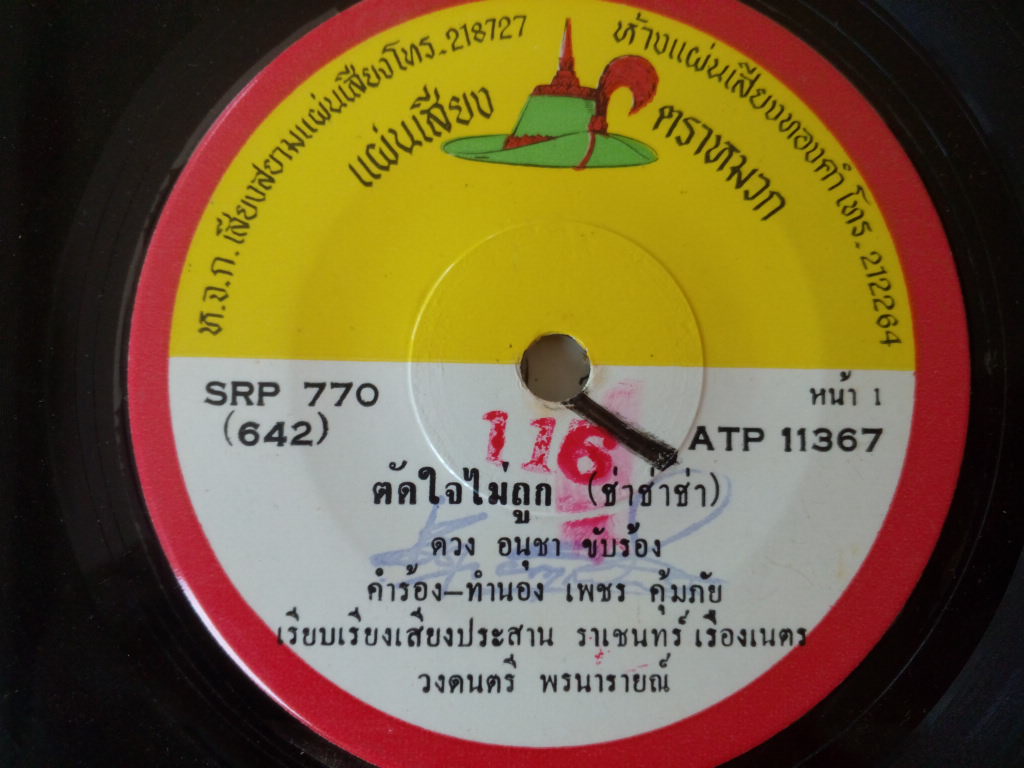 ห.จ.ก. เสียงสยามแผ่นเสียงโทร.218727
ห้างแผ่นเสียงทองคำ โทร.212264
แผ่นเสียง ตราหมวก
SRP 770
(642)
หน้า 1
ATP 11367
116
ตัดใจไม่ถูก (ช่าช่าช่า)
ดวง อนุชา ขับร้อง
คำร้อง-ทำนอง เพชร คุ้มภัย
เรียบเรียงเสียงประสาน ราเชนทร์ เรืองเนตร
วงดนตรี พรนารายณ์